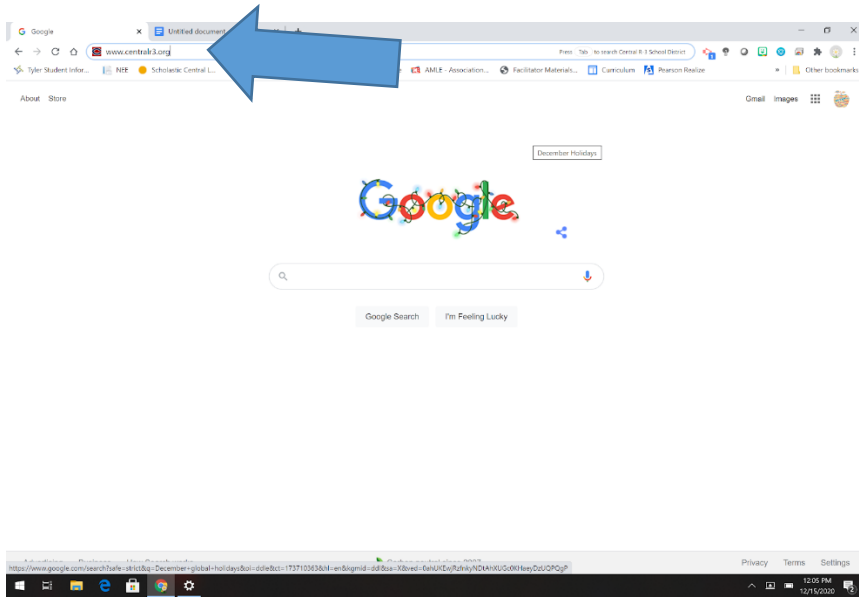 Google
Untitled document
www.centralr3.org
Press Tab to search Central R-3 School District
Tyler Student Infor...
NEE
Scholastic Central L...
AMLE - Association...
Facilitator Materials...
Curriculum
Pearson Realize
»
Other bookmarks
About Store
Gmail Images
December Holidays
Google
Google Search I'm Feeling Lucky
Privacy Terms Settings
12:05 PM
12/15/2020